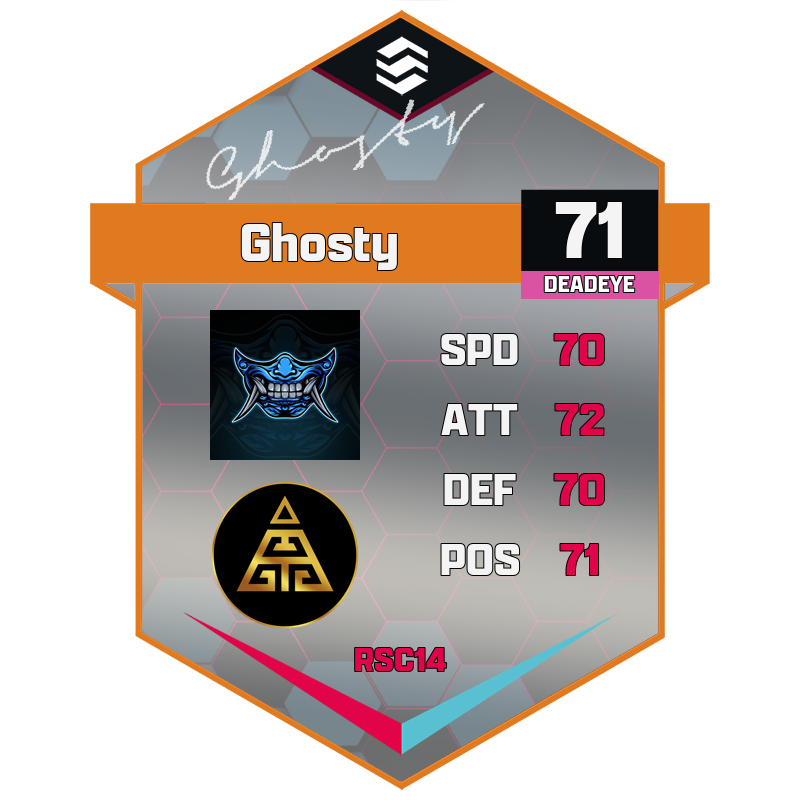 Ghosty
Ghosty
71
DEADEYE
SPD 70
ATT 72
DEF 70
POS 71
RSC14